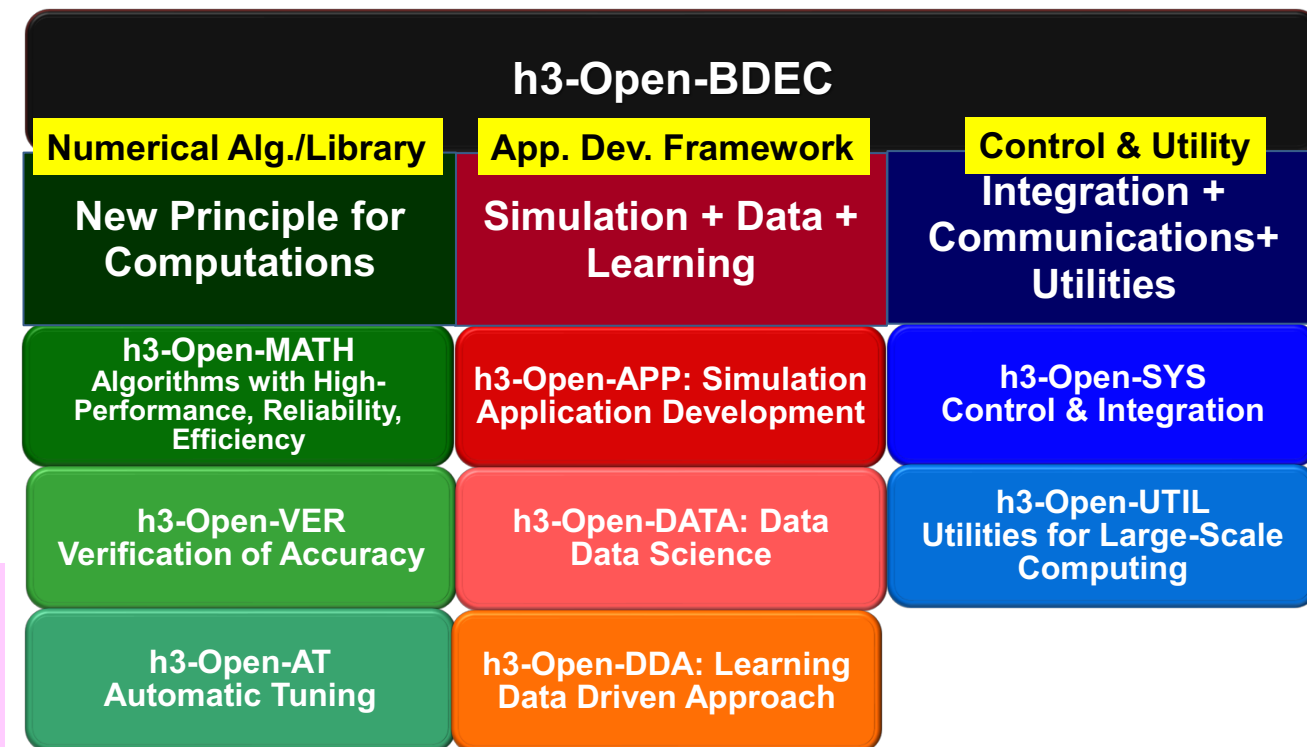 h3-Open-BDEC
Numerical Alg./Library
New Principle for
Computations
h3-Open-MATH
Algorithms with High-
Performance, Reliability,
Efficiency
h3-Open-VER
Verification of Accuracy
h3-Open-AT
Automatic Tuning
App. Dev. Framework
Simulation + Data +
Learning
h3-Open-APP: Simulation
Application Development
h3-Open-DATA: Data
Data Science
h3-Open-DDA: Learning
Data Driven Approach
Control & Utility
Integration +
Communications+
Utilities
h3-Open-SYS
Control & Integration
h3-Open-UTIL
Utilities for Large-Scale
Computing